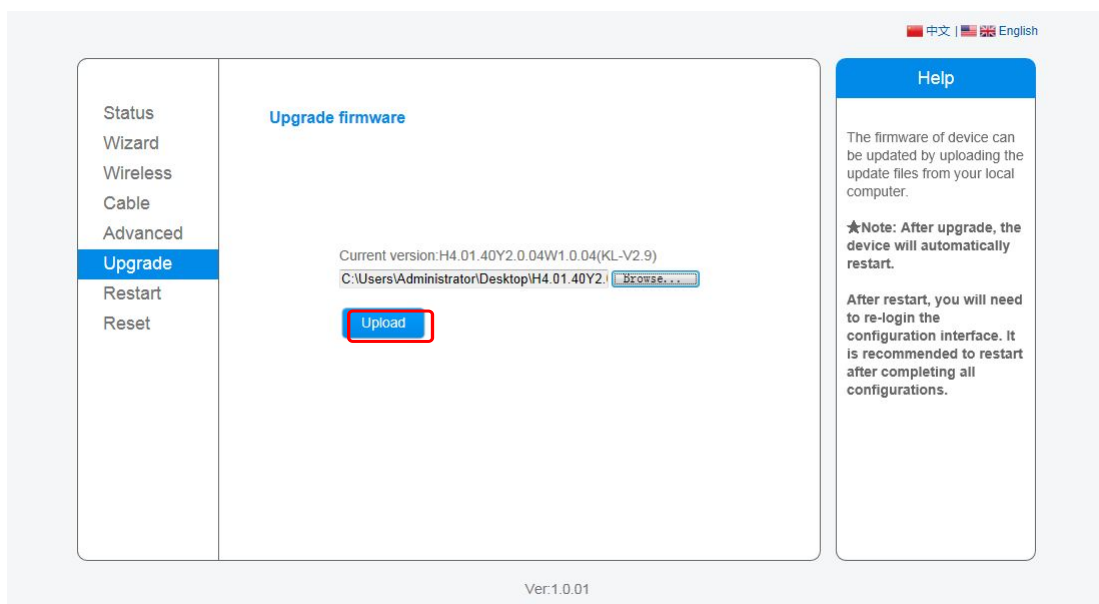 中文 | English
Status
Wizard
Wireless
Cable
Advanced
Upgrade
Restart
Reset
Upgrade firmware
Current version:H4.01.40Y2.0.04W1.0.04(KL-V2.9)
C:\Users\Administrator\Desktop\H4.01.40Y2. Browse...
Upload
Help
The firmware of device can
be updated by uploading the
update files from your local
computer.
★Note: After upgrade, the
device will automatically
restart.
After restart, you will need
to re-login the
configuration interface. It
is recommended to restart
after completing all
configurations.
Ver:1.0.01